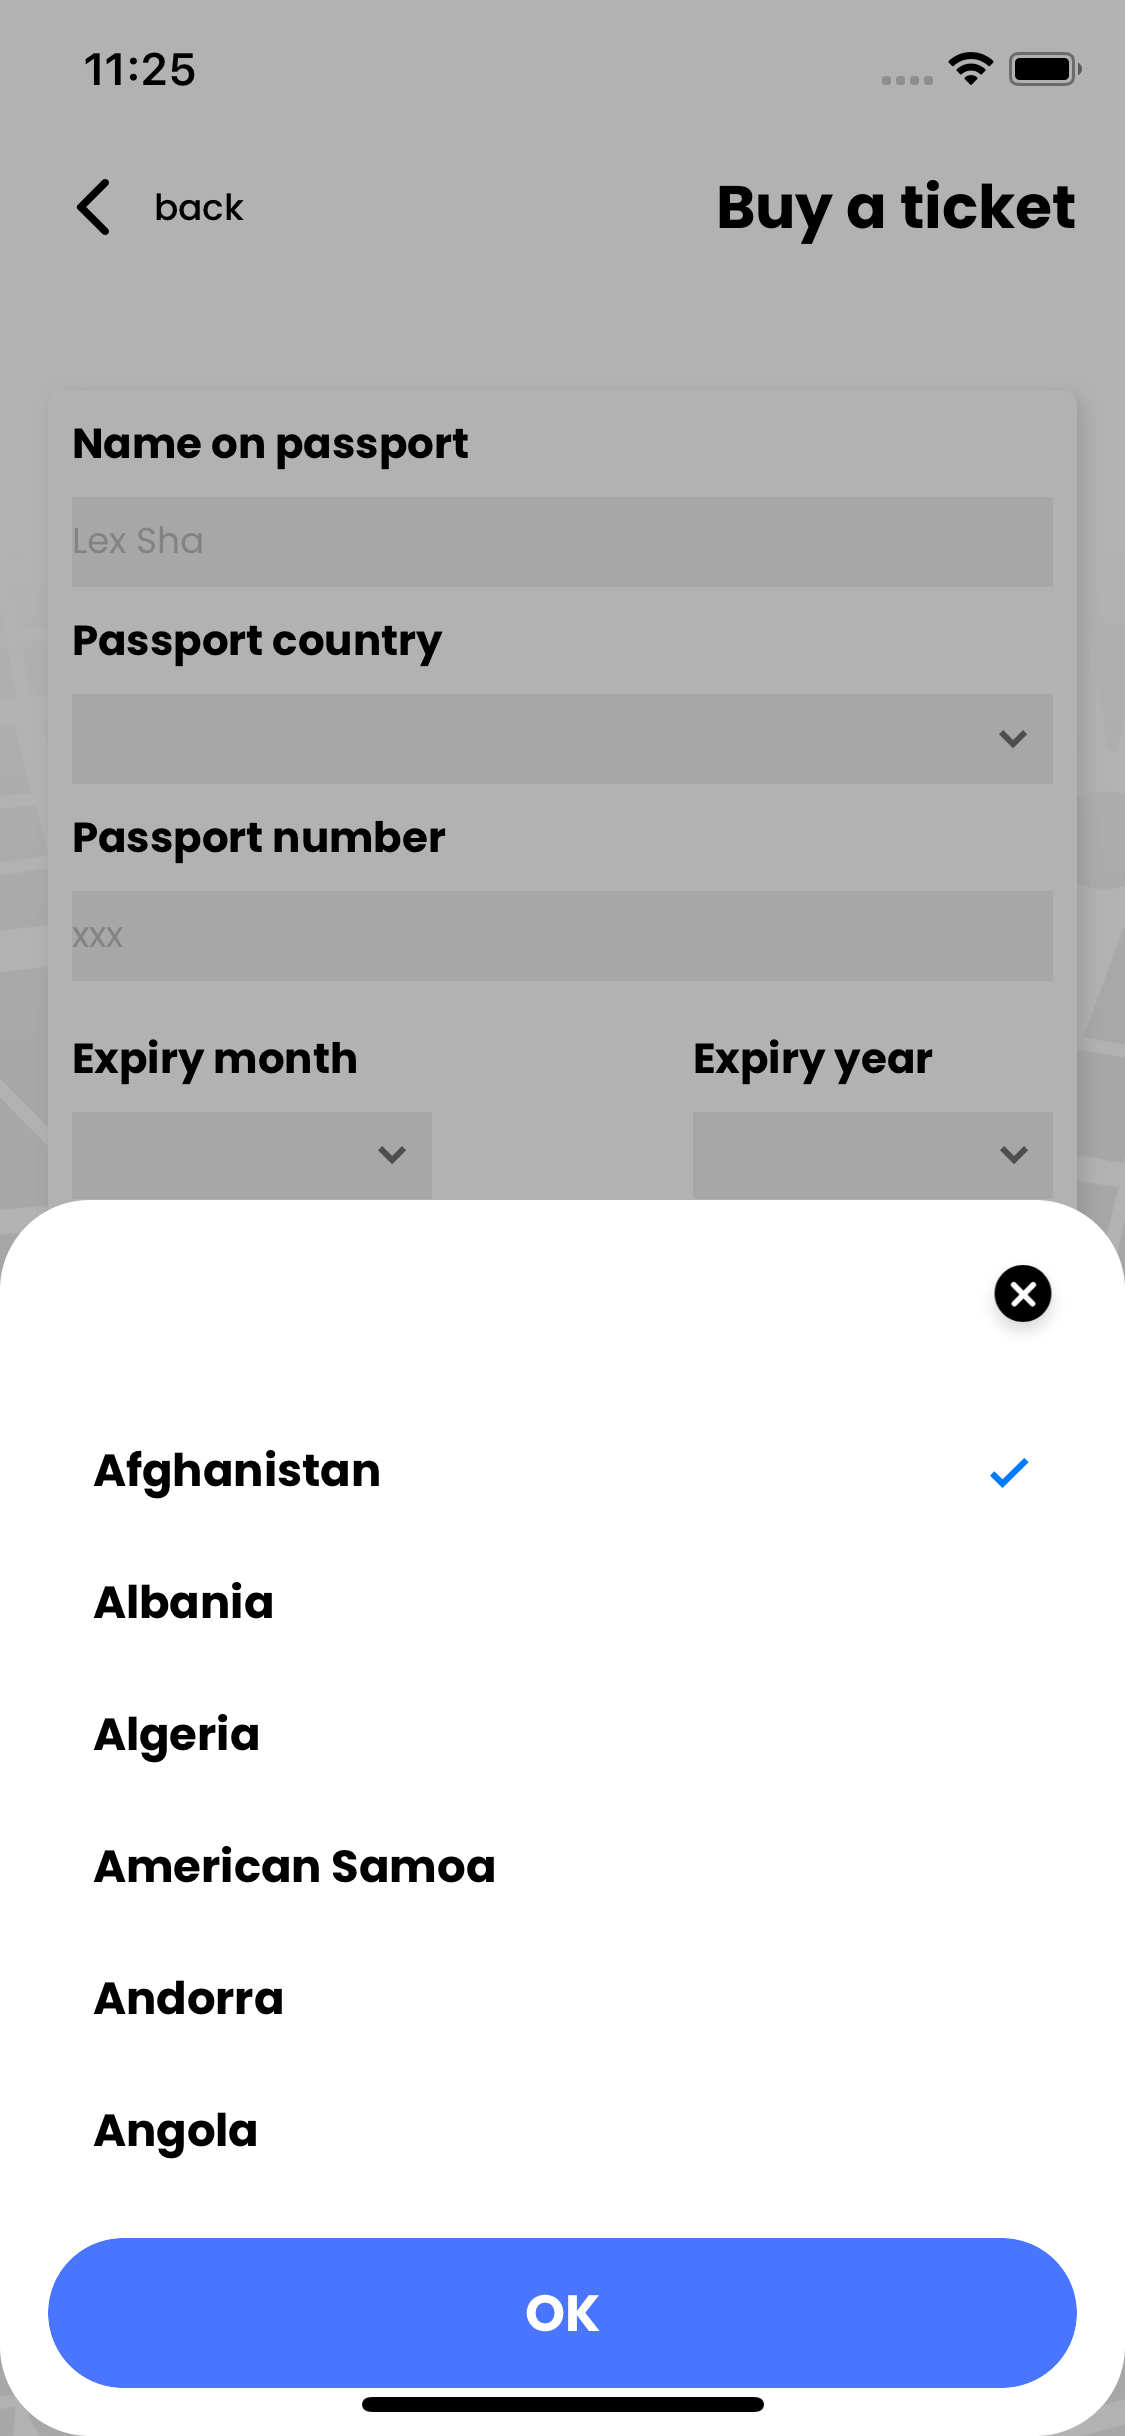 11:25
back
Buy a ticket
Name on passport
Lex Sha
Passport country
Passport number
xxx
Expiry month
Expiry year
Afghanistan
Albania
Algeria
American Samoa
Andorra
Angola
OK